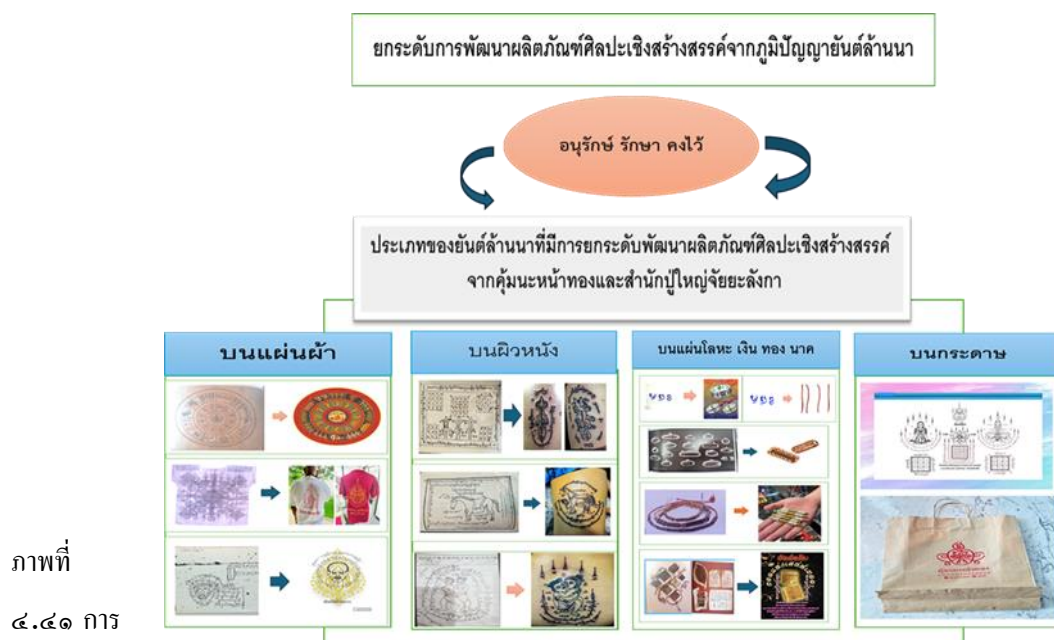 ยกระดับการพัฒนาผลิตภัณฑ์ศิลปะเชิงสร้างสรรค์จากภูมิปัญญายันต์ล้านนา
อนุรักษ์ รักษา คงไว้
ประเภทของยันต์ล้านนาที่มีการยกระดับพัฒนาผลิตภัณฑ์ศิลปะเชิงสร้างสรรค์
จากคุ้มนะหน้าทองและสำนักปู่ใหญ่จัยยะลังกา
บนแผ่นผ้า
บนผิวหนัง
บนแผ่นโลหะ เงิน ทอง นาค
บนกระดาษ
ภาพที่
๔.๔๑ การ